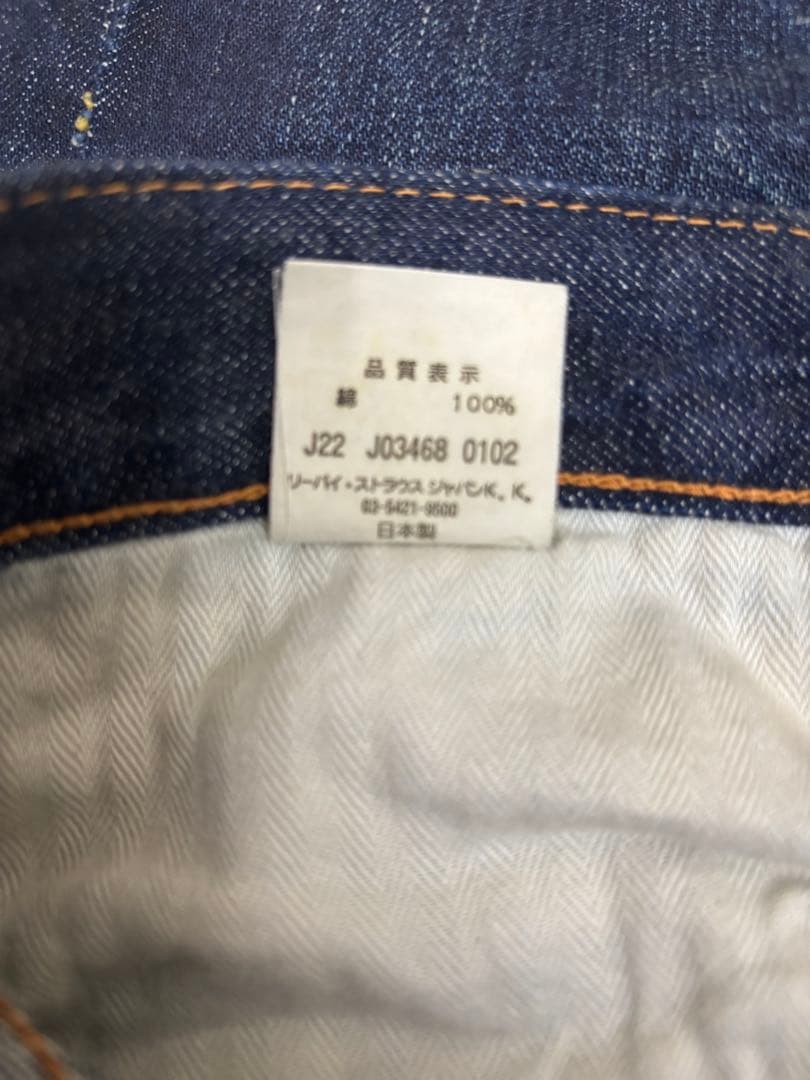 品質表示
綿 100%
J22 J03468 0102
リーバイ・ストラウス ジャパンK.K.
03-5421-9500
日本製